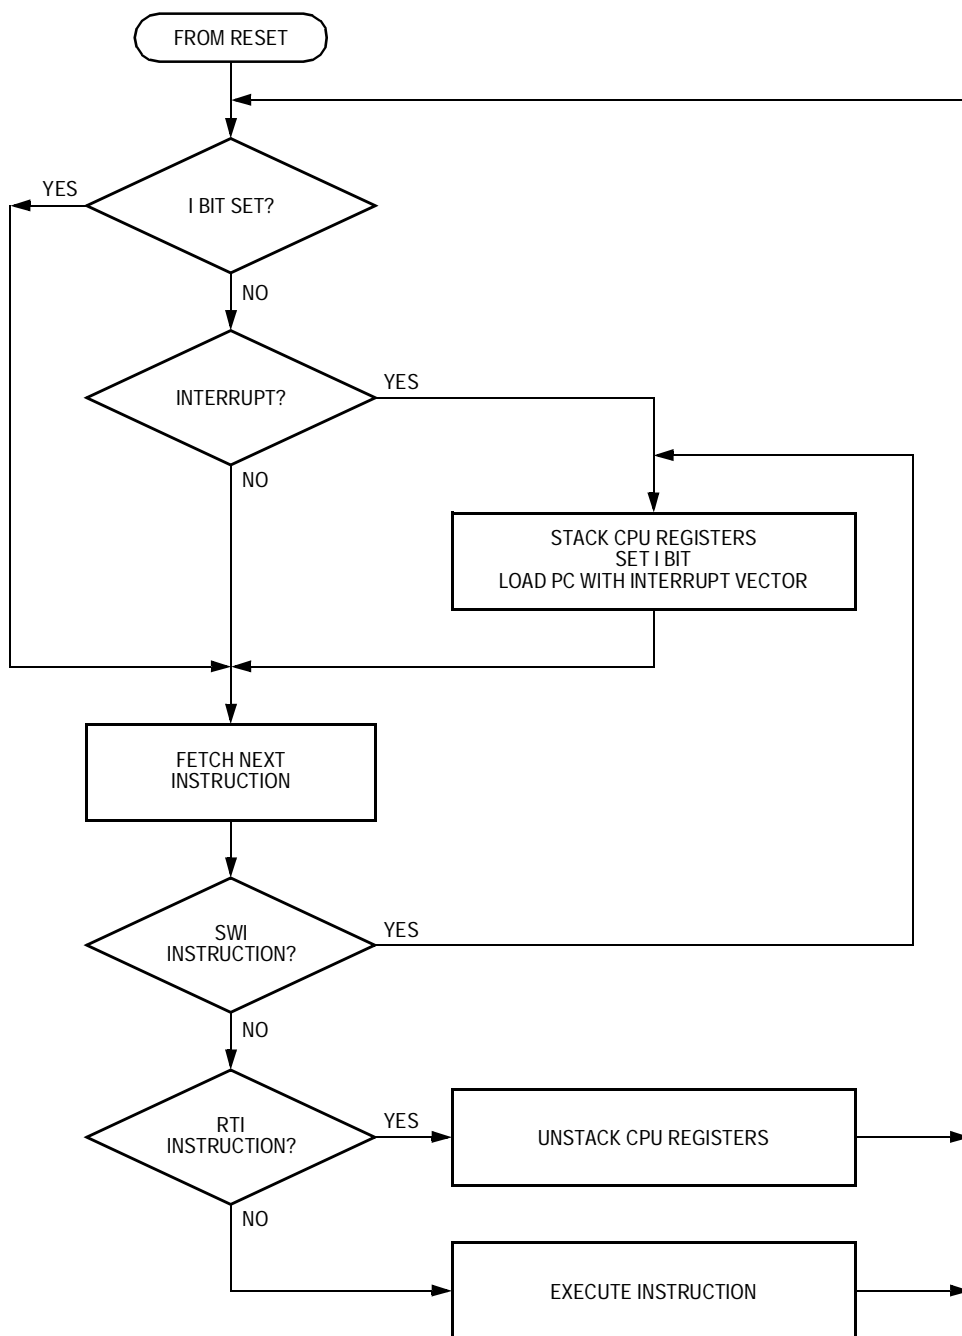 FROM RESET
YES
I BIT SET?
NO
INTERRUPT?
YES
NO
STACK CPU REGISTERS
SET I BIT
LOAD PC WITH INTERRUPT VECTOR
FETCH NEXT
INSTRUCTION
SWI
INSTRUCTION?
YES
NO
RTI
INSTRUCTION?
YES
UNSTACK CPU REGISTERS
NO
EXECUTE INSTRUCTION